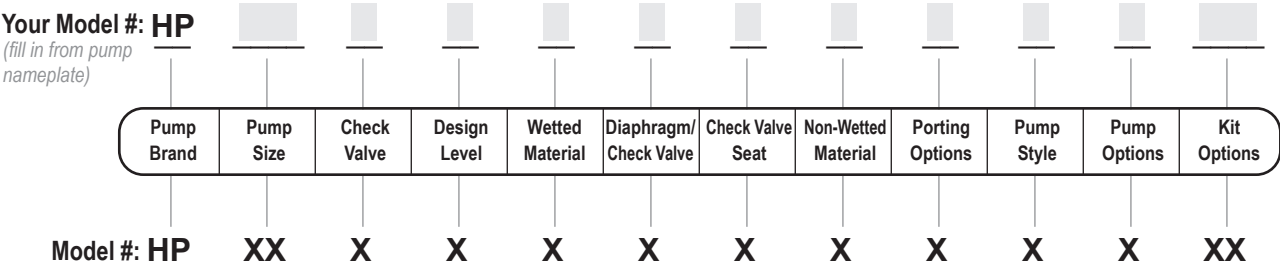 Your Model #: HP
(fill in from pump
nameplate)
Pump Brand
Pump Size
Check Valve
Design Level
Wetted Material
Diaphragm/ Check Valve
Check Valve Seat
Non-Wetted Material
Porting Options
Pump Style
Pump Options
Kit Options
Model #: HP XX X X X X X X X X X XX